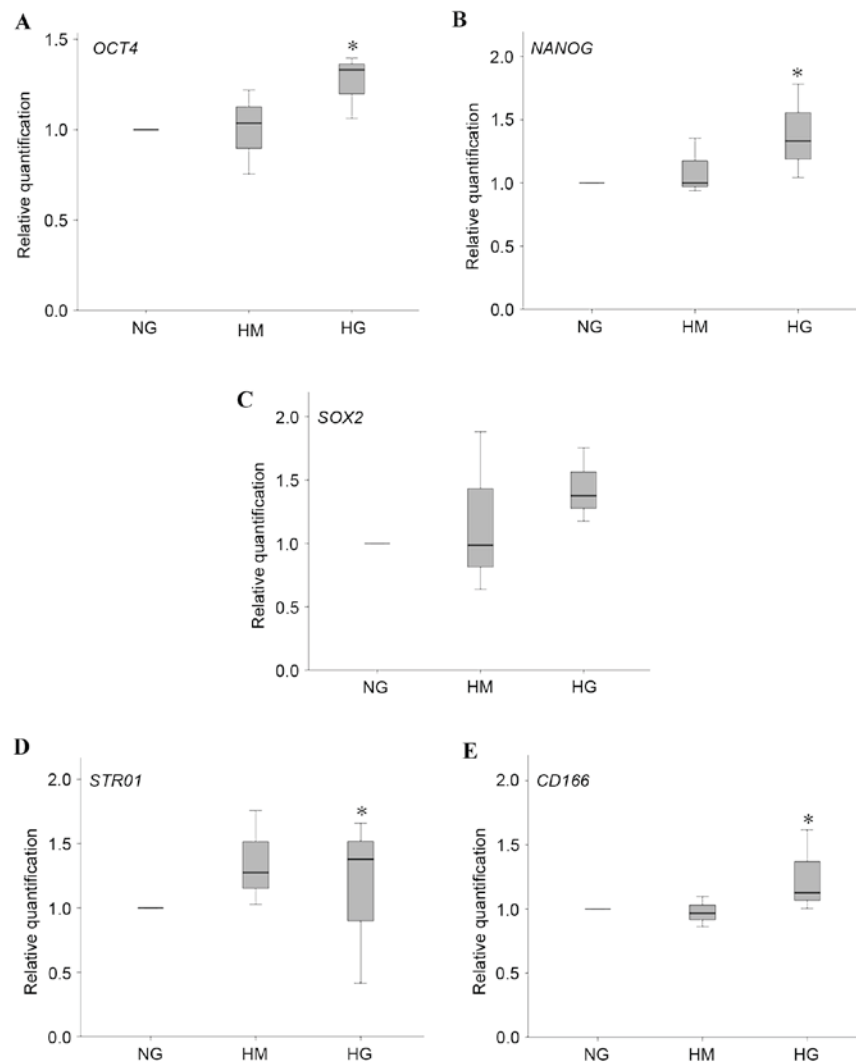 A
OCT4
*
1.5
1.0
0.5
0.0
Relative quantification
NG HM HG
B
NANOG
*
2.0
1.5
1.0
0.5
0.0
Relative quantification
NG HM HG
C
SOX2
2.0
1.5
1.0
0.5
0.0
Relative quantification
NG HM HG
D
STR01
*
2.0
1.5
1.0
0.5
0.0
Relative quantification
NG HM HG
E
CD166
*
2.0
1.5
1.0
0.5
0.0
Relative quantification
NG HM HG